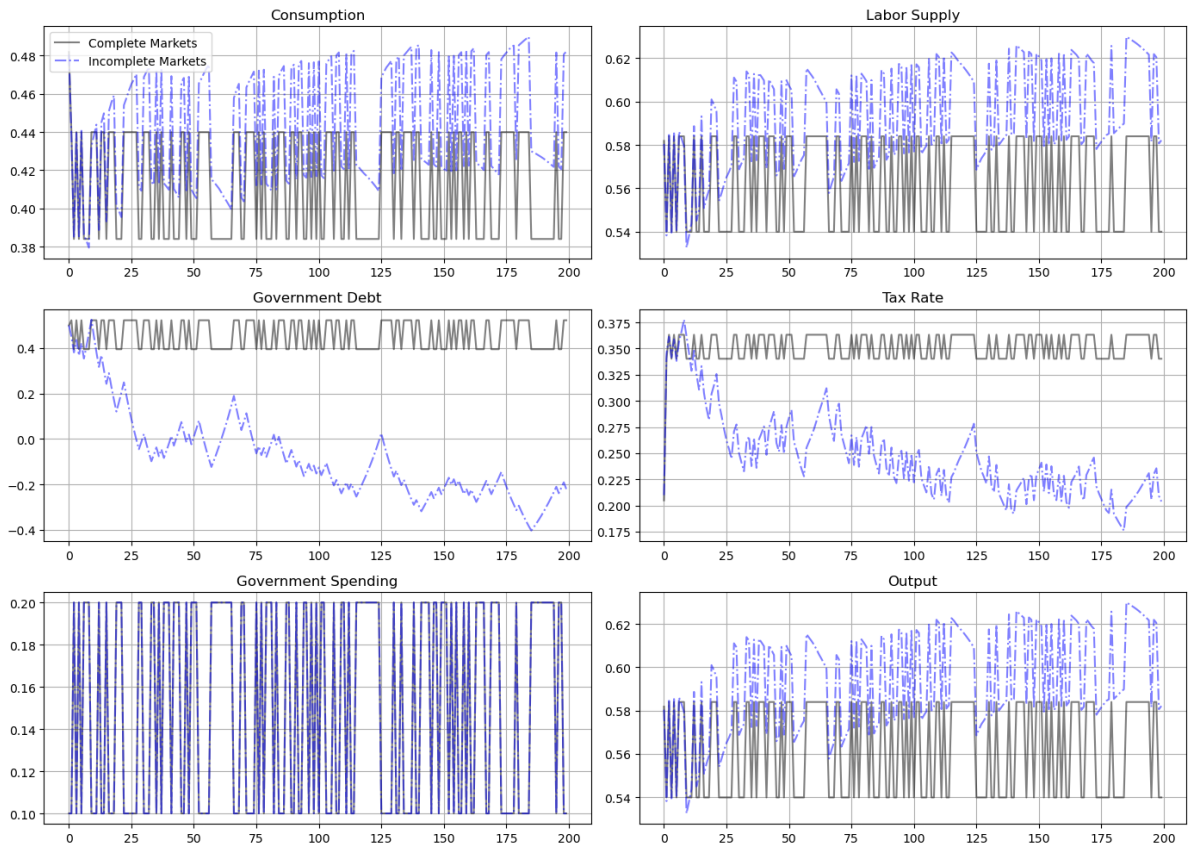 Consumption
0.48
0.46
0.44
0.42
0.40
0.38
Complete Markets
Incomplete Markets
0 25 50 75 100 125 150 175 200
Labor Supply
0.62
0.60
0.58
0.56
0.54
0 25 50 75 100 125 150 175 200
Government Debt
0.4
0.2
0.0
−0.2
−0.4
0 25 50 75 100 125 150 175 200
Tax Rate
0.375
0.350
0.325
0.300
0.275
0.250
0.225
0.200
0.175
0 25 50 75 100 125 150 175 200
Government Spending
0.20
0.18
0.16
0.14
0.12
0.10
0 25 50 75 100 125 150 175 200
Output
0.62
0.60
0.58
0.56
0.54
0 25 50 75 100 125 150 175 200